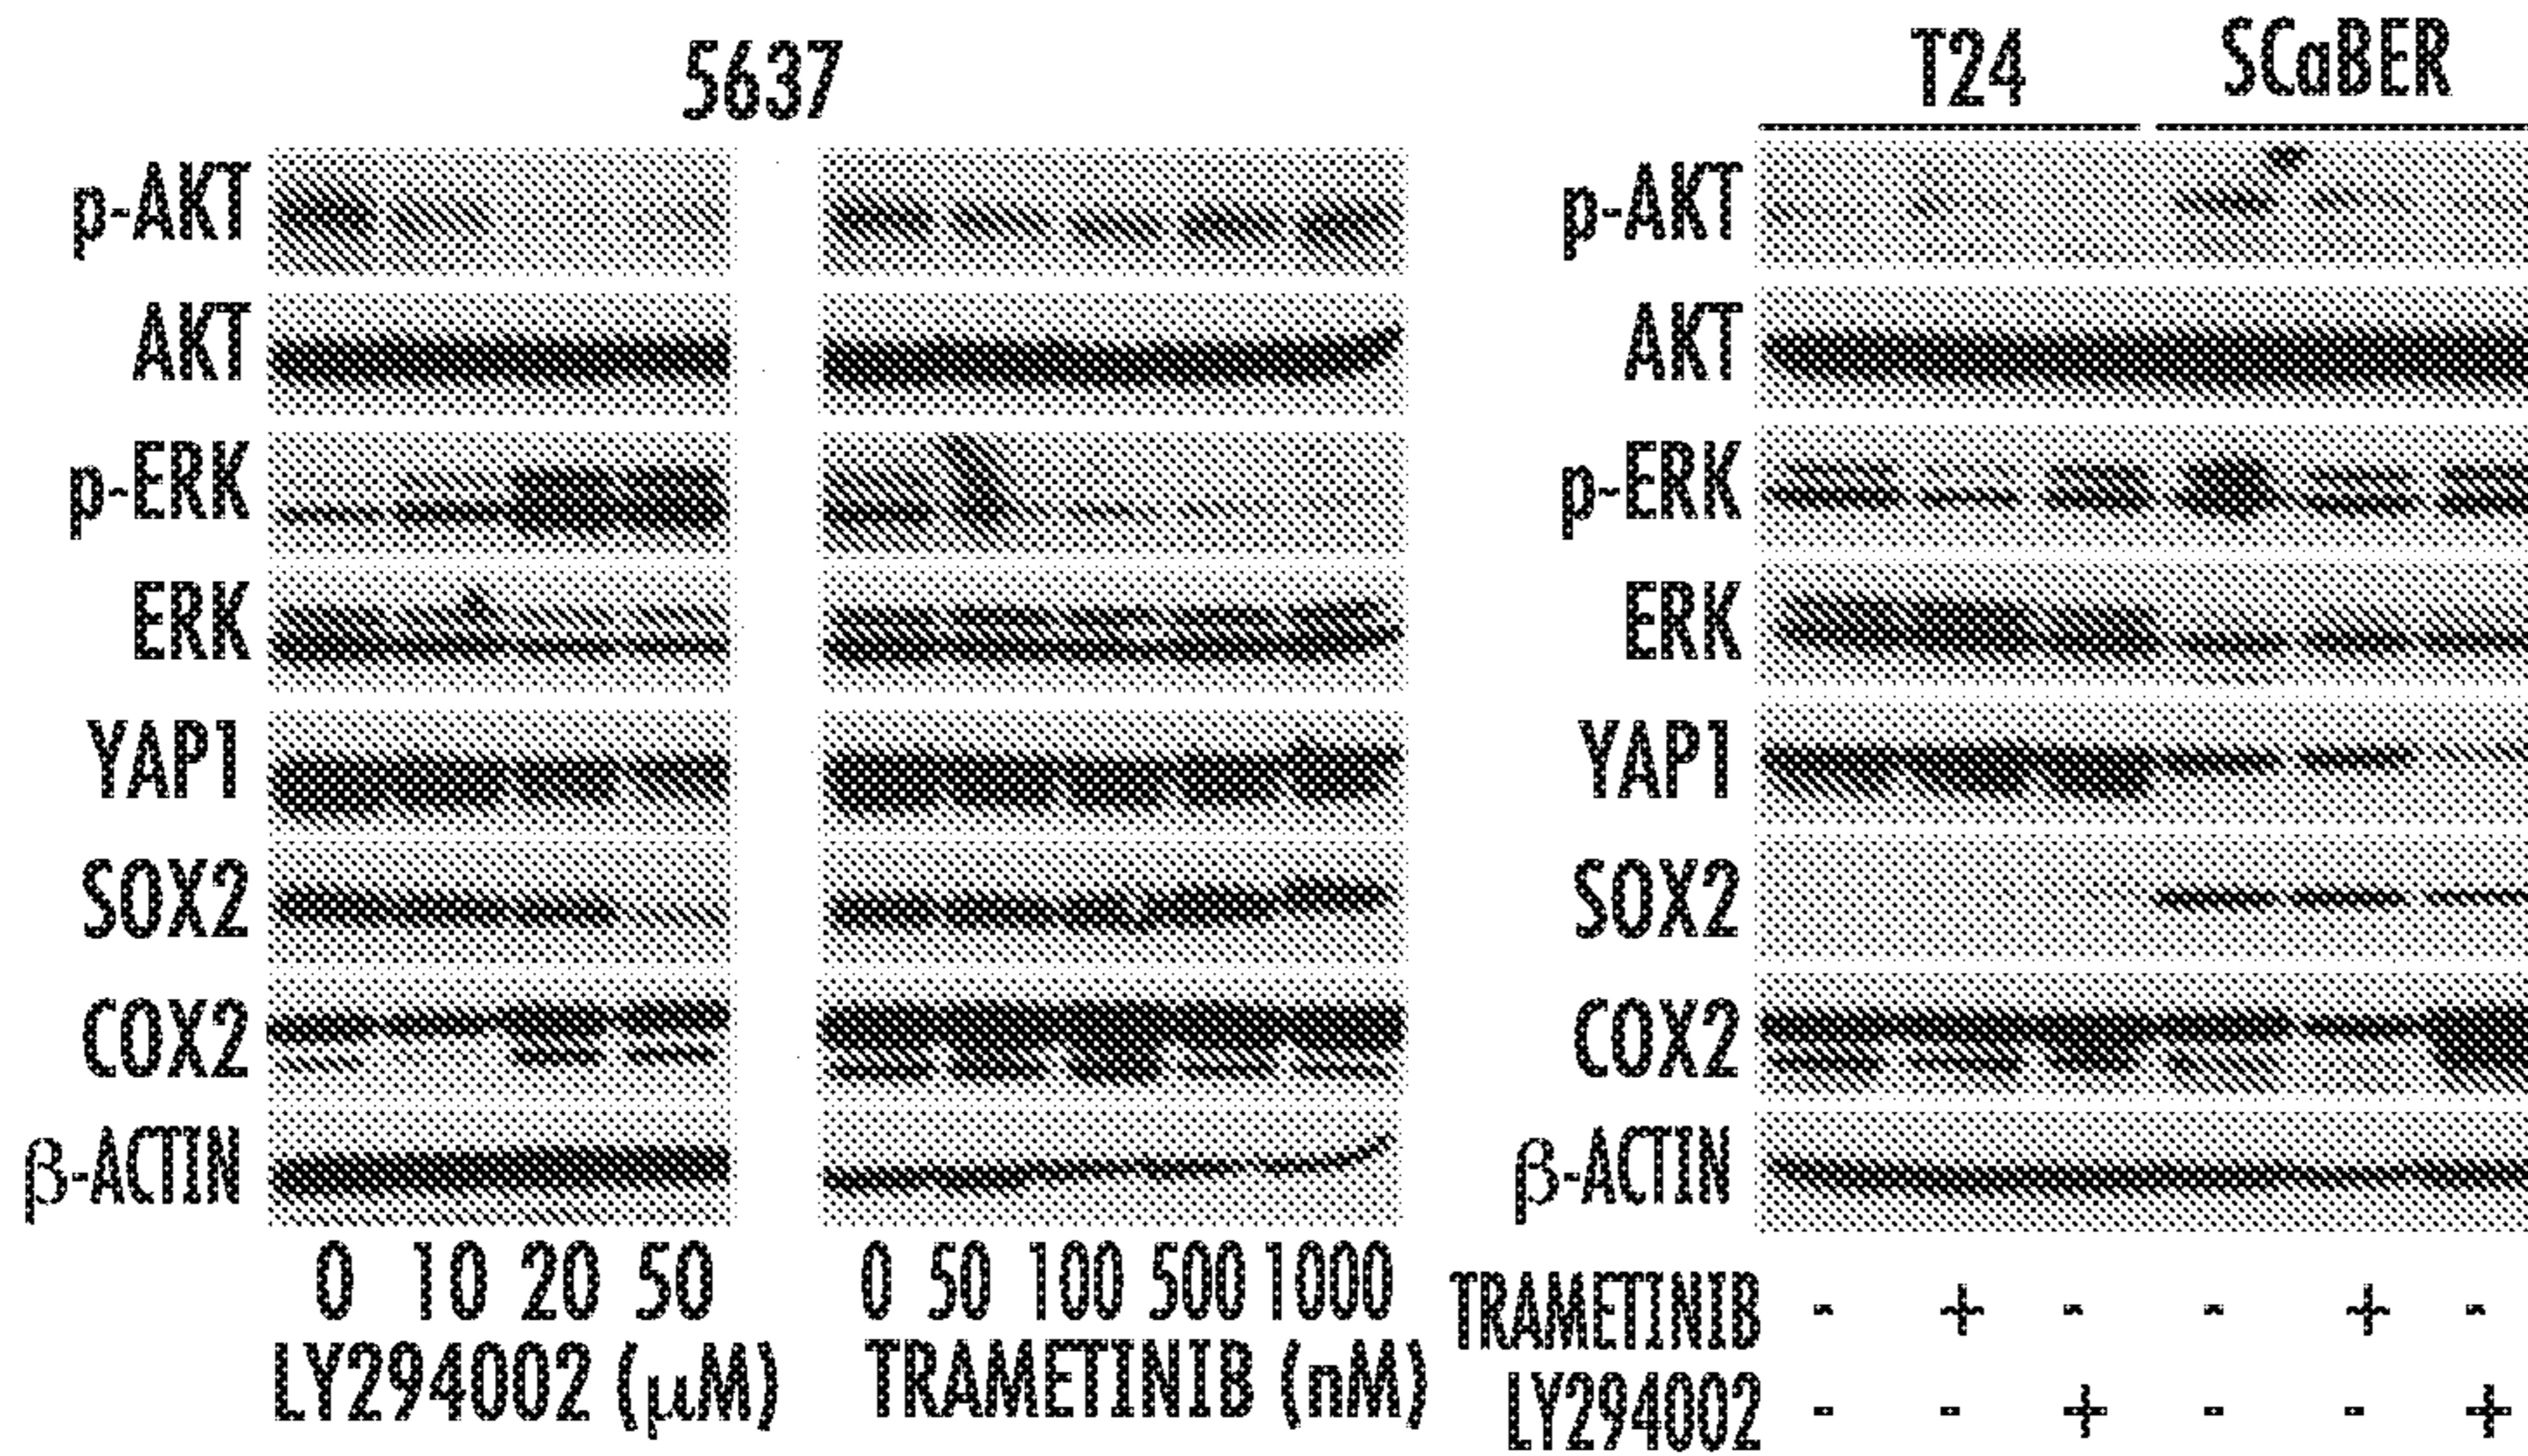 5637
p-AKT
AKT
p-ERK
ERK
YAP1
SOX2
COX2
β-ACTIN
0 10 20 50
LY294002 (μM)
0 50 100 500 1000
TRAMETINIB (nM)
T24 SCaBER
p-AKT
AKT
p-ERK
ERK
YAP1
SOX2
COX2
β-ACTIN
TRAMETINIB - + - - + -
LY294002 - - + - - +